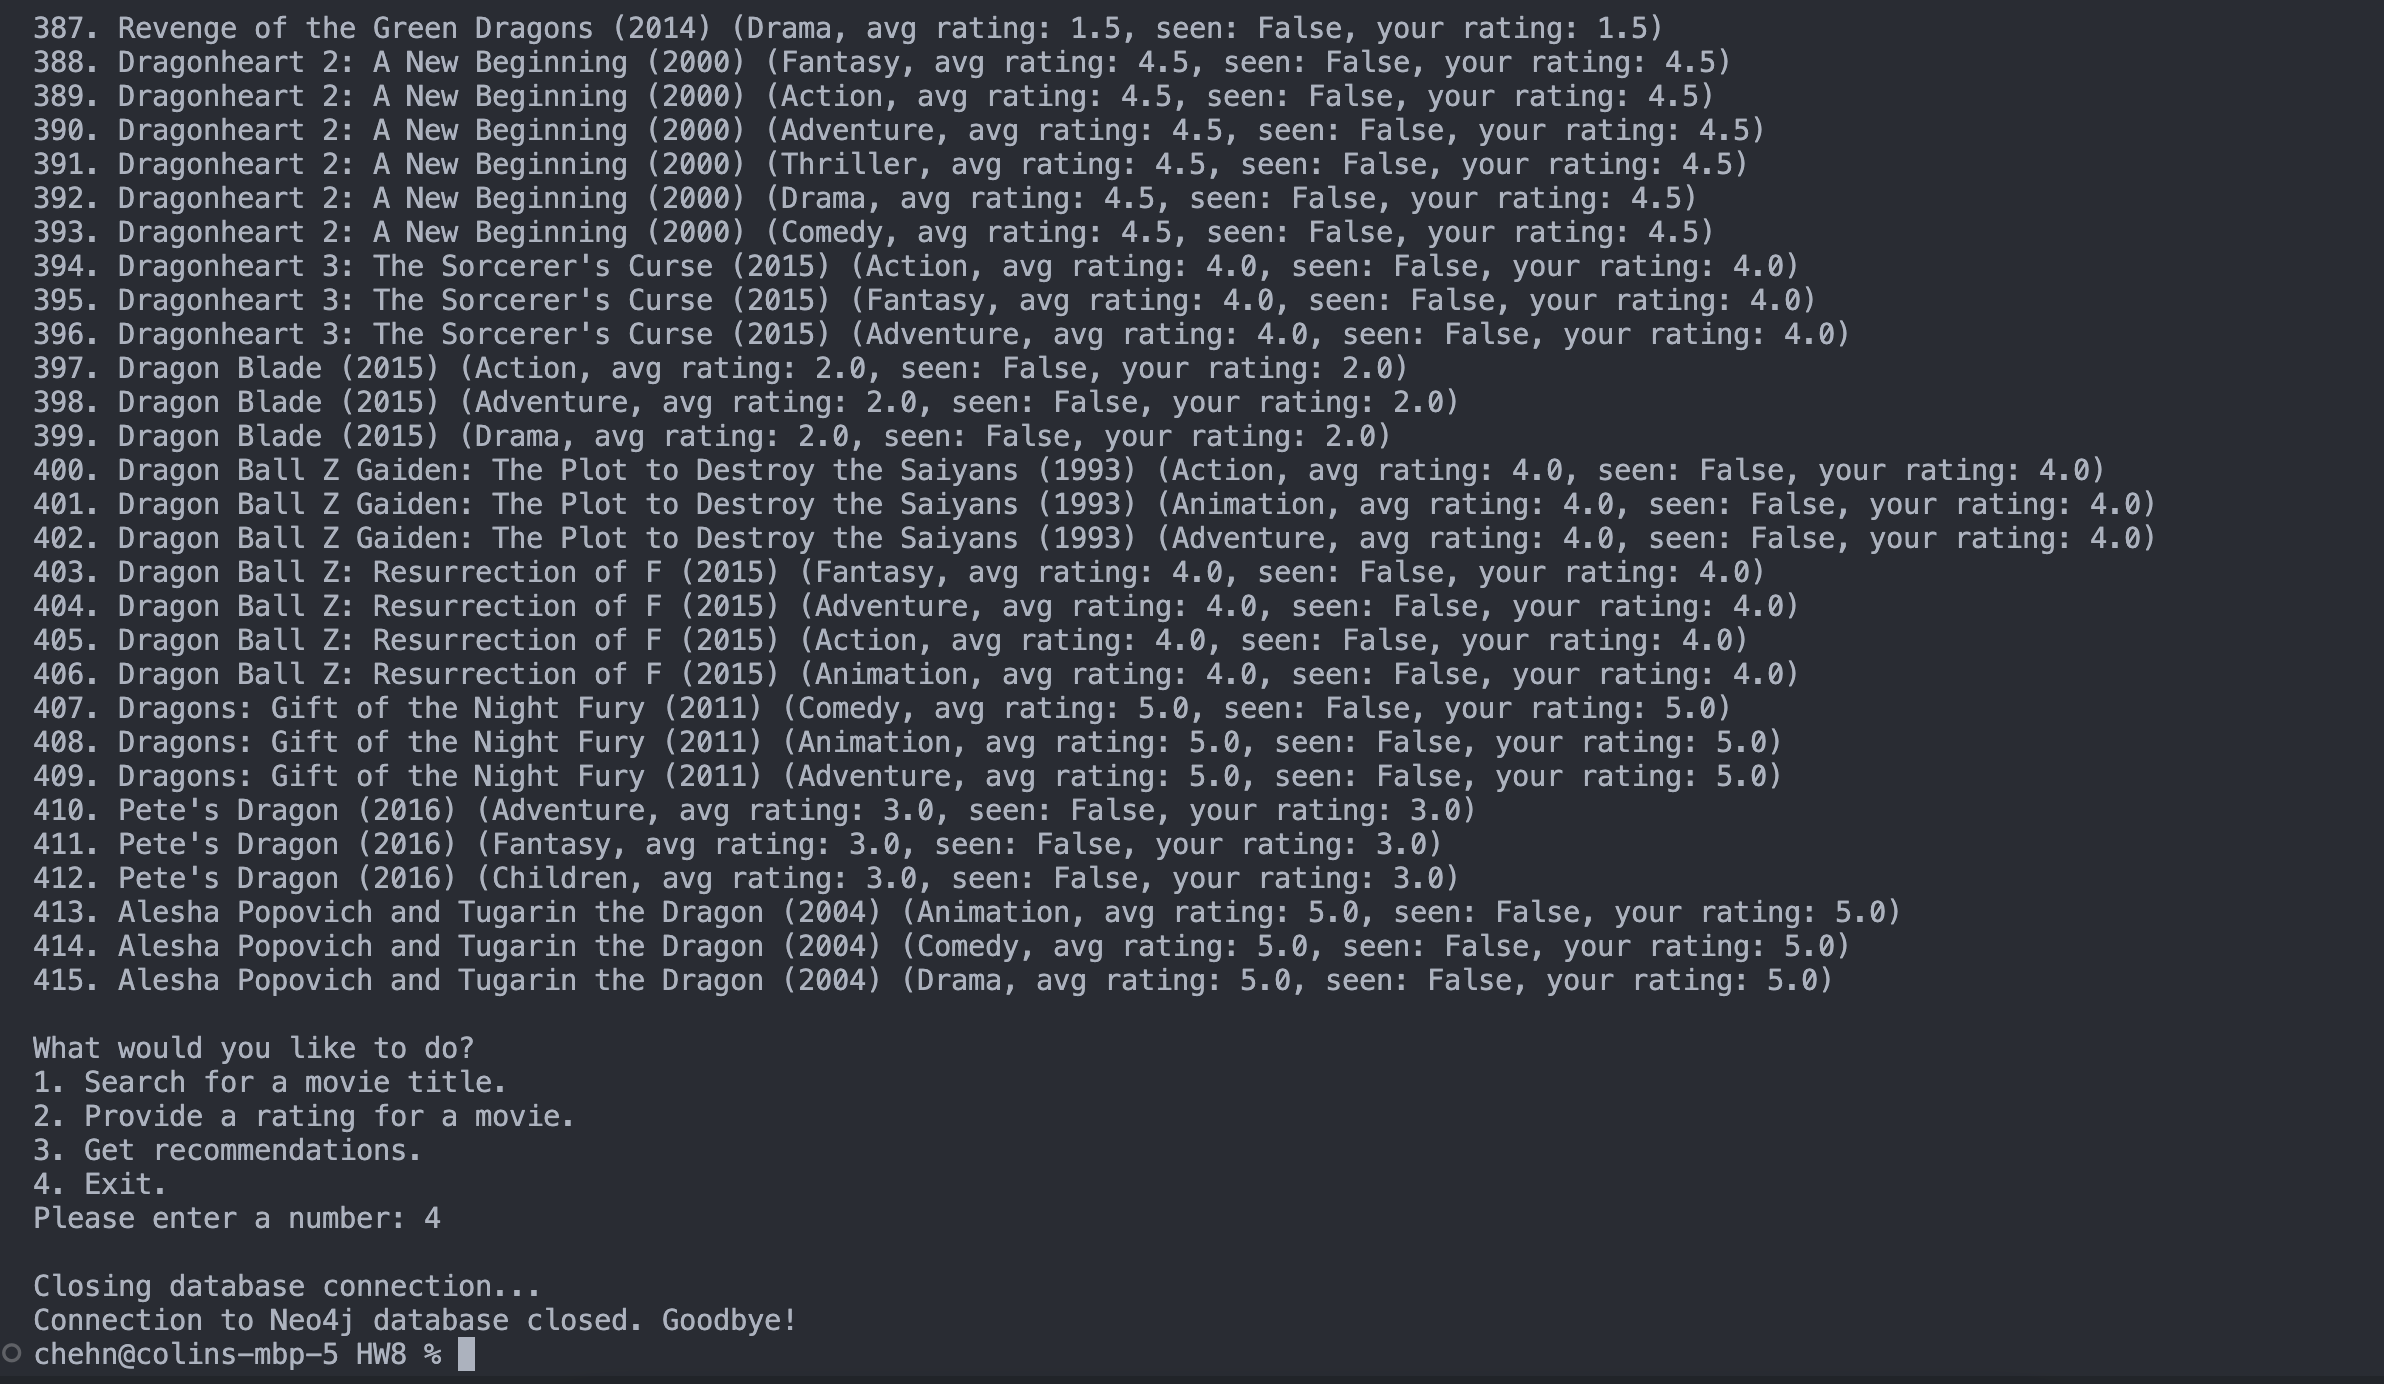 387. Revenge of the Green Dragons (2014) (Drama, avg rating: 1.5, seen: False, your rating: 1.5)
388. Dragonheart 2: A New Beginning (2000) (Fantasy, avg rating: 4.5, seen: False, your rating: 4.5)
389. Dragonheart 2: A New Beginning (2000) (Action, avg rating: 4.5, seen: False, your rating: 4.5)
390. Dragonheart 2: A New Beginning (2000) (Adventure, avg rating: 4.5, seen: False, your rating: 4.5)
391. Dragonheart 2: A New Beginning (2000) (Thriller, avg rating: 4.5, seen: False, your rating: 4.5)
392. Dragonheart 2: A New Beginning (2000) (Drama, avg rating: 4.5, seen: False, your rating: 4.5)
393. Dragonheart 2: A New Beginning (2000) (Comedy, avg rating: 4.5, seen: False, your rating: 4.5)
394. Dragonheart 3: The Sorcerer's Curse (2015) (Action, avg rating: 4.0, seen: False, your rating: 4.0)
395. Dragonheart 3: The Sorcerer's Curse (2015) (Fantasy, avg rating: 4.0, seen: False, your rating: 4.0)
396. Dragonheart 3: The Sorcerer's Curse (2015) (Adventure, avg rating: 4.0, seen: False, your rating: 4.0)
397. Dragon Blade (2015) (Action, avg rating: 2.0, seen: False, your rating: 2.0)
398. Dragon Blade (2015) (Adventure, avg rating: 2.0, seen: False, your rating: 2.0)
399. Dragon Blade (2015) (Drama, avg rating: 2.0, seen: False, your rating: 2.0)
400. Dragon Ball Z Gaiden: The Plot to Destroy the Saiyans (1993) (Action, avg rating: 4.0, seen: False, your rating: 4.0)
401. Dragon Ball Z Gaiden: The Plot to Destroy the Saiyans (1993) (Animation, avg rating: 4.0, seen: False, your rating: 4.0)
402. Dragon Ball Z Gaiden: The Plot to Destroy the Saiyans (1993) (Adventure, avg rating: 4.0, seen: False, your rating: 4.0)
403. Dragon Ball Z: Resurrection of F (2015) (Fantasy, avg rating: 4.0, seen: False, your rating: 4.0)
404. Dragon Ball Z: Resurrection of F (2015) (Adventure, avg rating: 4.0, seen: False, your rating: 4.0)
405. Dragon Ball Z: Resurrection of F (2015) (Action, avg rating: 4.0, seen: False, your rating: 4.0)
406. Dragon Ball Z: Resurrection of F (2015) (Animation, avg rating: 4.0, seen: False, your rating: 4.0)
407. Dragons: Gift of the Night Fury (2011) (Comedy, avg rating: 5.0, seen: False, your rating: 5.0)
408. Dragons: Gift of the Night Fury (2011) (Animation, avg rating: 5.0, seen: False, your rating: 5.0)
409. Dragons: Gift of the Night Fury (2011) (Adventure, avg rating: 5.0, seen: False, your rating: 5.0)
410. Pete's Dragon (2016) (Adventure, avg rating: 3.0, seen: False, your rating: 3.0)
411. Pete's Dragon (2016) (Fantasy, avg rating: 3.0, seen: False, your rating: 3.0)
412. Pete's Dragon (2016) (Children, avg rating: 3.0, seen: False, your rating: 3.0)
413. Alesha Popovich and Tugarin the Dragon (2004) (Animation, avg rating: 5.0, seen: False, your rating: 5.0)
414. Alesha Popovich and Tugarin the Dragon (2004) (Comedy, avg rating: 5.0, seen: False, your rating: 5.0)
415. Alesha Popovich and Tugarin the Dragon (2004) (Drama, avg rating: 5.0, seen: False, your rating: 5.0)
What would you like to do?
1. Search for a movie title.
2. Provide a rating for a movie.
3. Get recommendations.
4. Exit.
Please enter a number: 4
Closing database connection...
Connection to Neo4j database closed. Goodbye!
chehn@colins-mbp-5 HW8 %